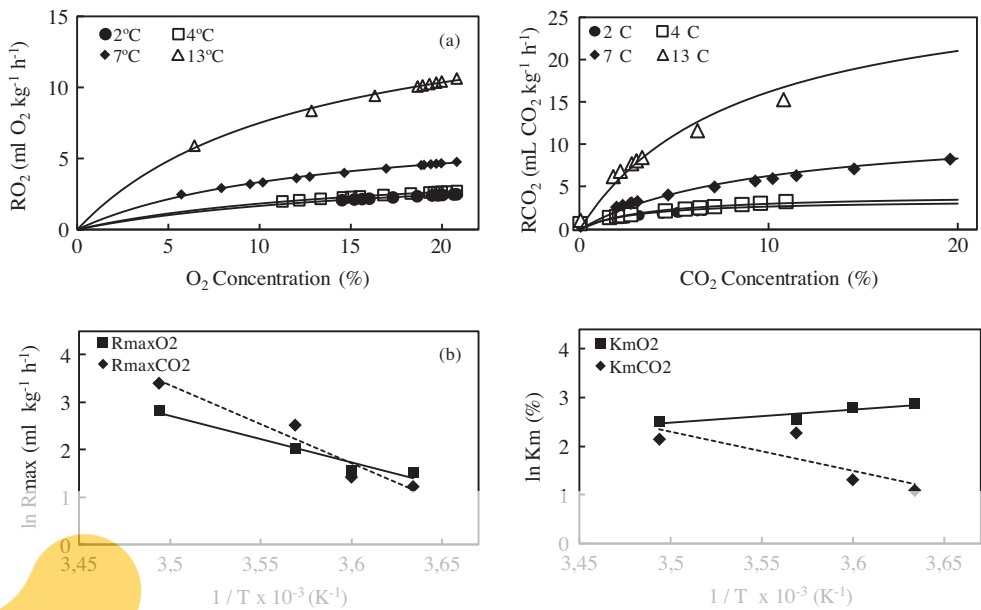 15
10
5
0
RO2 (ml O2 kg-1 h-1)
2ºC 4ºC
7ºC 13ºC
(a)
0 5 10 15 20
O2 Concentration (%)
25
20
15
10
5
0
RCO2 (mL CO2 kg-1 h-1)
2 C 4 C
7 C 13 C
0 10 20
CO2 Concentration (%)
4
3
2
1
0
ln Rmax (ml kg-1 h-1)
RmaxO2
RmaxCO2
(b)
3,45 3,5 3,55 3,6 3,65
1 / T x 10-3 (K-1)
4
3
2
1
0
ln Km (%)
KmO2
KmCO2
3,45 3,5 3,55 3,6 3,65
1 / T x 10-3 (K-1)